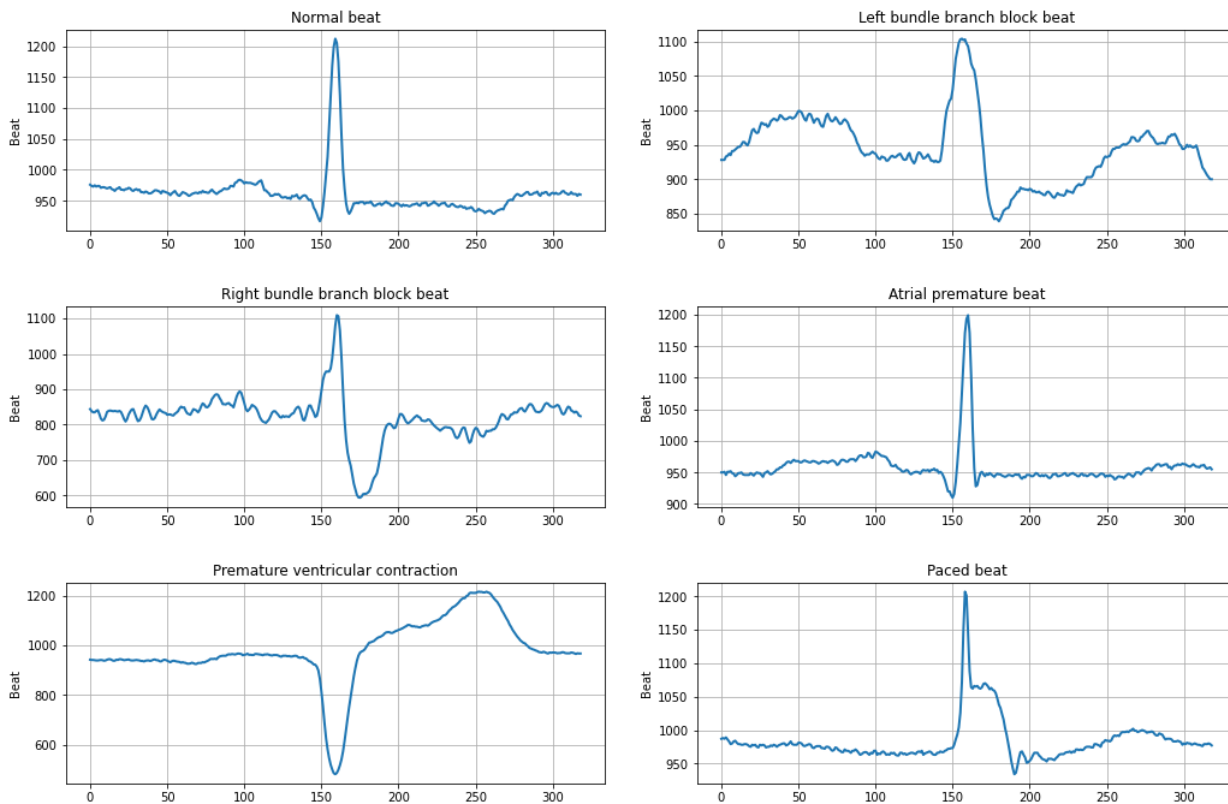 Normal beat
Beat
1200
1150
1100
1050
1000
950
0 50 100 150 200 250 300
Left bundle branch block beat
Beat
1100
1050
1000
950
900
850
0 50 100 150 200 250 300
Right bundle branch block beat
Beat
1100
1000
900
800
700
600
0 50 100 150 200 250 300
Atrial premature beat
Beat
1200
1150
1100
1050
1000
950
900
0 50 100 150 200 250 300
Premature ventricular contraction
Beat
1200
1000
800
600
0 50 100 150 200 250 300
Paced beat
Beat
1200
1150
1100
1050
1000
950
0 50 100 150 200 250 300